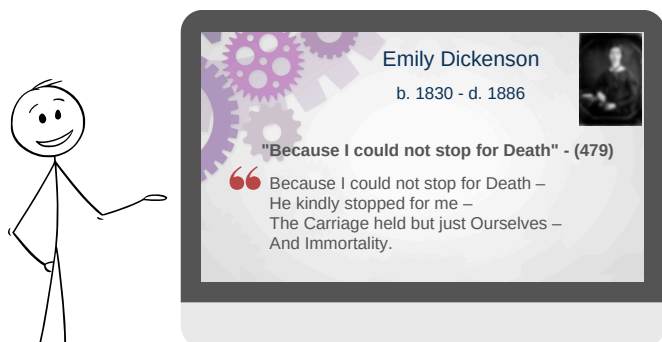 Emily Dickenson
b. 1830 - d. 1886
"Because I could not stop for Death" - (479)
“ Because I could not stop for Death –
He kindly stopped for me –
The Carriage held but just Ourselves –
And Immortality.